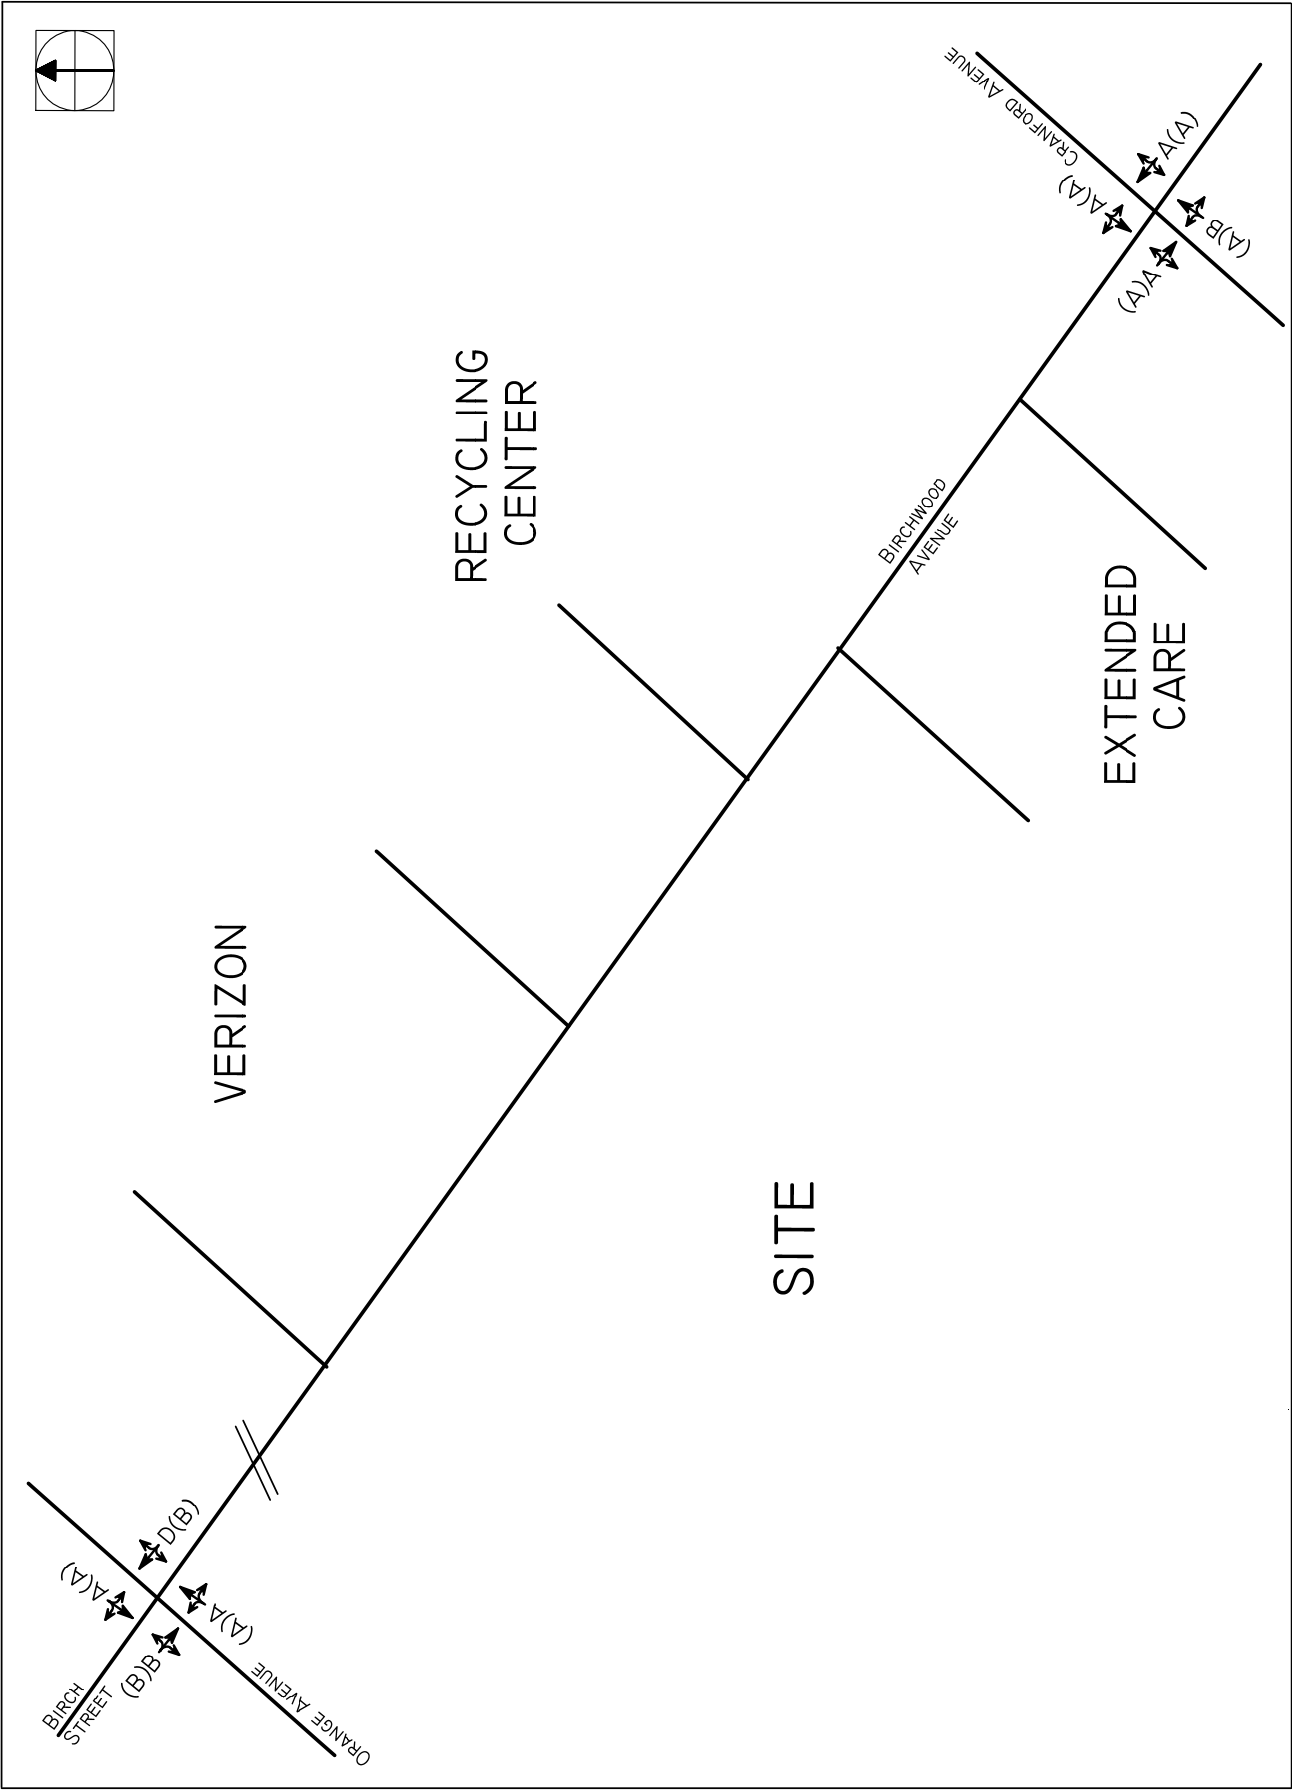 VERIZON
RECYCLING
CENTER
SITE
EXTENDED
CARE
BIRCH
STREET
ORANGE AVENUE
A(A)
D(B)
(B)B
(A)A
BIRCHWOOD
AVENUE
CRANFORD AVENUE
A(A)
A(A)
(A)A
(A)B